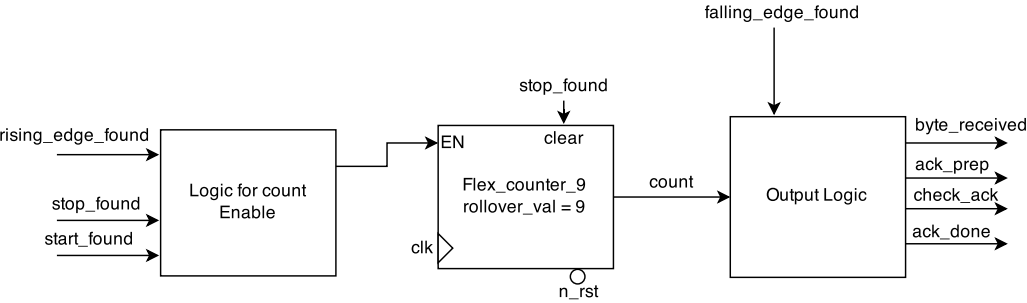 falling_edge_found
stop_found
rising_edge_found
stop_found
start_found
Logic for count
Enable
EN
clear
Flex_counter_9
rollover_val = 9
clk
n_rst
count
Output Logic
byte_received
ack_prep
check_ack
ack_done